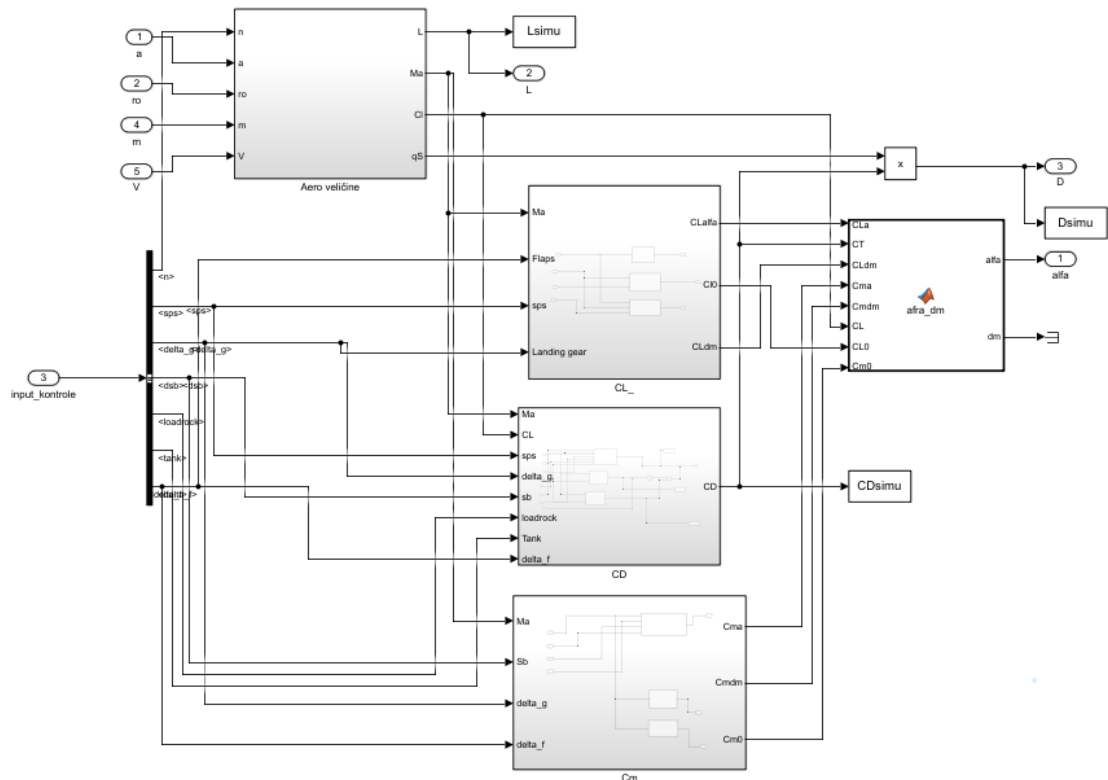 1
a
2
ro
4
m
5
V
n
a
ro
m
V
L
Ma
Cl
qS
Aero veličine
Lsimu
2
L
x
3
D
Dsimu
3
input_kontrole
<n>
<sps>
<sps>
<delta_g>
<delta_g>
<dsb>
<dsb>
<loadrock>
<tank>
Ma
Flaps
sps
Landing gear
CLalfa
Cl0
CLdm
CL_
CLa
CT
CLdm
Cma
Cmdm
CL
CL0
Cm0
afra_dm
alfa
dm
1
alfa
Ma
CL
sps
delta_g
sb
loadrock
Tank
delta_f
CD
CD
CDsimu
Ma
Sb
delta_g
delta_f
Cma
Cmdm
Cm0
Cm